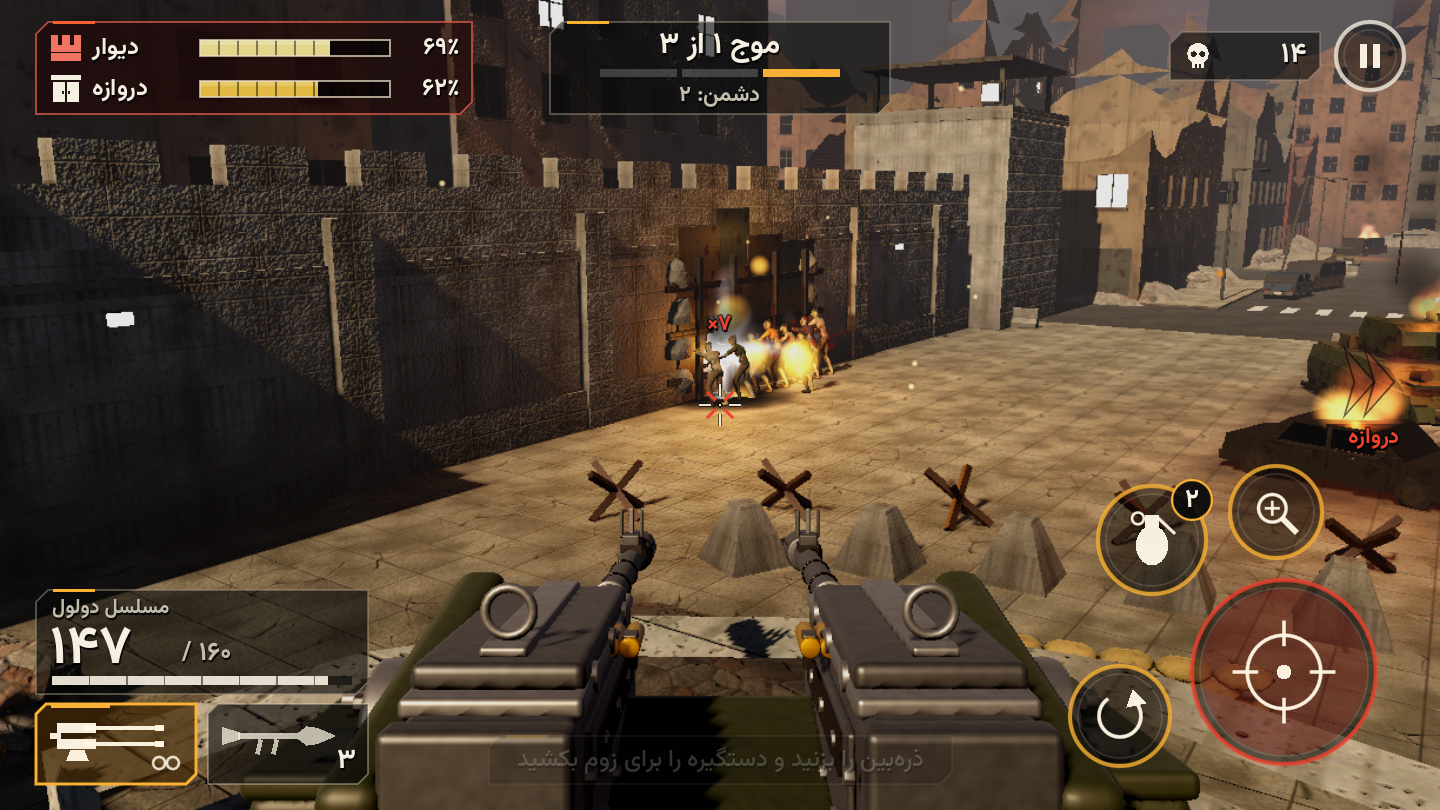 دیوار ۶۹٪
دروازه ۶۲٪
موج ۱ از ۳
دشمن: ۲
۱۴
×۷
دروازه
۲
مسلسل دولول
۱۴۷ / ۱۶۰
∞
۳
ذره‌بین را بزنید و دستگیره را برای زوم بکشید